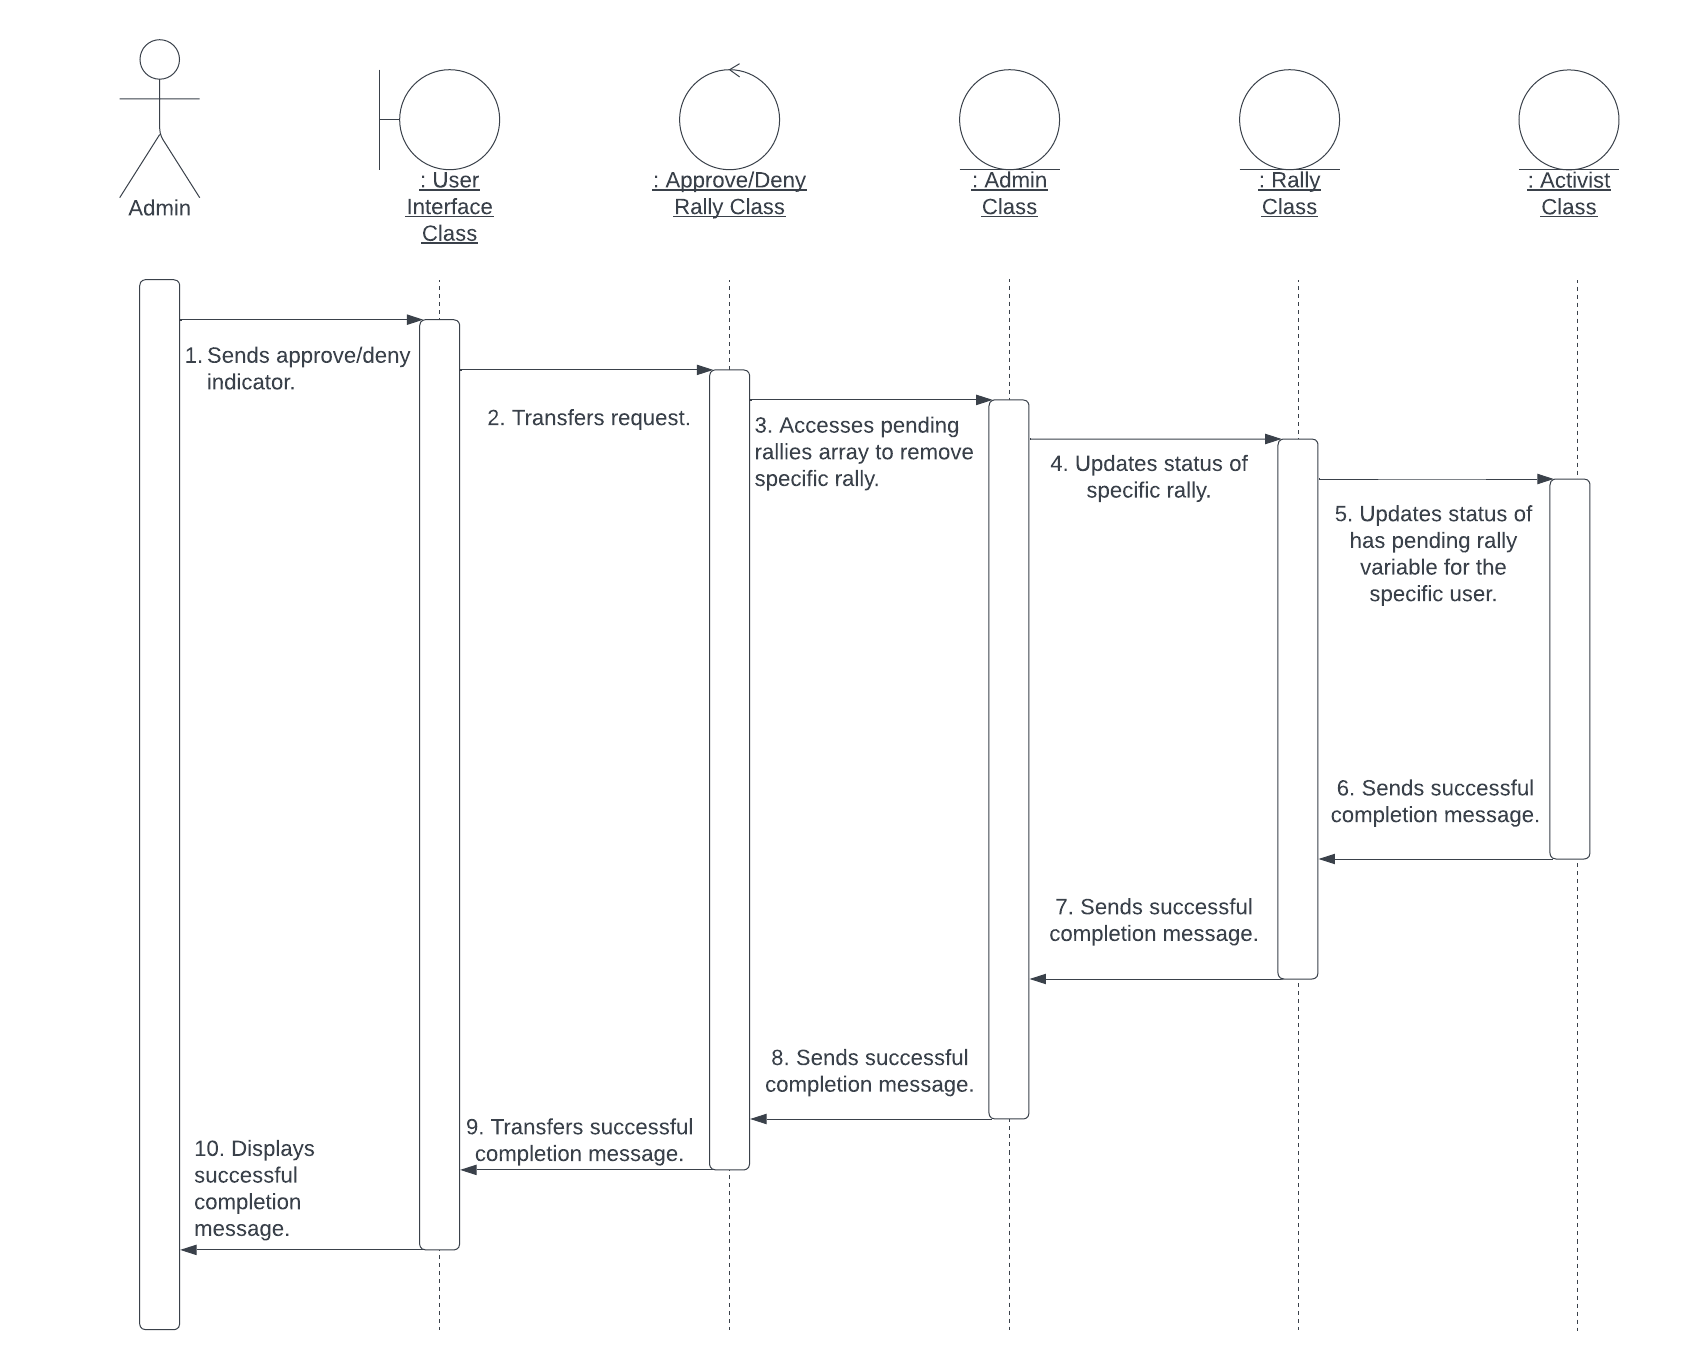 Admin
: User
Interface
Class
: Approve/Deny
Rally Class
: Admin
Class
: Rally
Class
: Activist
Class
1. Sends approve/deny
indicator.
2. Transfers request.
3. Accesses pending
rallies array to remove
specific rally.
4. Updates status of
specific rally.
5. Updates status of
has pending rally
variable for the
specific user.
6. Sends successful
completion message.
7. Sends successful
completion message.
8. Sends successful
completion message.
9. Transfers successful
completion message.
10. Displays
successful
completion
message.